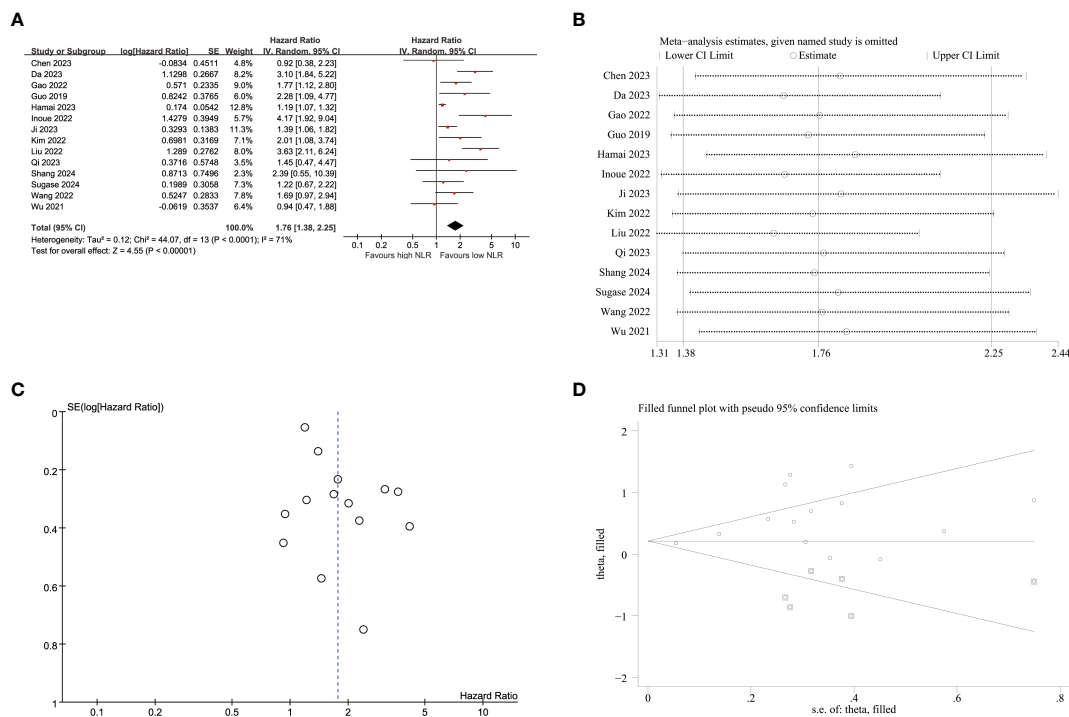 A
Hazard Ratio Hazard Ratio
Study or Subgroup log[Hazard Ratio] SE Weight IV. Random. 95% CI IV. Random. 95% CI
Chen 2023 -0.0834 0.4511 4.8% 0.92 [0.38, 2.23]
Da 2023 1.1298 0.2667 8.2% 3.10 [1.84, 5.22]
Gao 2022 0.571 0.2335 9.0% 1.77 [1.12, 2.80]
Guo 2019 0.8242 0.3765 6.0% 2.28 [1.09, 4.77]
Hamai 2023 0.174 0.0542 12.8% 1.19 [1.07, 1.32]
Inoue 2022 1.4279 0.3949 5.7% 4.17 [1.92, 9.04]
Ji 2023 0.3293 0.1383 11.3% 1.39 [1.06, 1.82]
Kim 2022 0.6981 0.3169 7.1% 2.01 [1.08, 3.74]
Liu 2022 1.289 0.2762 8.0% 3.63 [2.11, 6.24]
Qi 2023 0.3716 0.5748 3.5% 1.45 [0.47, 4.47]
Shang 2024 0.8713 0.7496 2.3% 2.39 [0.55, 10.39]
Sugase 2024 0.1989 0.3058 7.3% 1.22 [0.67, 2.22]
Wang 2022 0.5247 0.2833 7.8% 1.69 [0.97, 2.94]
Wu 2021 -0.0619 0.3537 6.4% 0.94 [0.47, 1.88]
Total (95% CI) 100.0% 1.76 [1.38, 2.25]
Heterogeneity: Tau² = 0.12; Chi² = 44.07, df = 13 (P < 0.0001); I² = 71%
Test for overall effect: Z = 4.55 (P < 0.00001)
0.1 0.2 0.5 1 2 5 10
Favours high NLR Favours low NLR
B
Meta−analysis estimates, given named study is omitted
Lower CI Limit Estimate Upper CI Limit
Chen 2023
Da 2023
Gao 2022
Guo 2019
Hamai 2023
Inoue 2022
Ji 2023
Kim 2022
Liu 2022
Qi 2023
Shang 2024
Sugase 2024
Wang 2022
Wu 2021
1.31 1.38 1.76 2.25 2.44
C
SE(log[Hazard Ratio])
0
0.2
0.4
0.6
0.8
1
Hazard Ratio
0.1 0.2 0.5 1 2 5 10
D
Filled funnel plot with pseudo 95% confidence limits
theta, filled
2
1
0
−1
−2
0 .2 .4 .6 .8
s.e. of: theta, filled